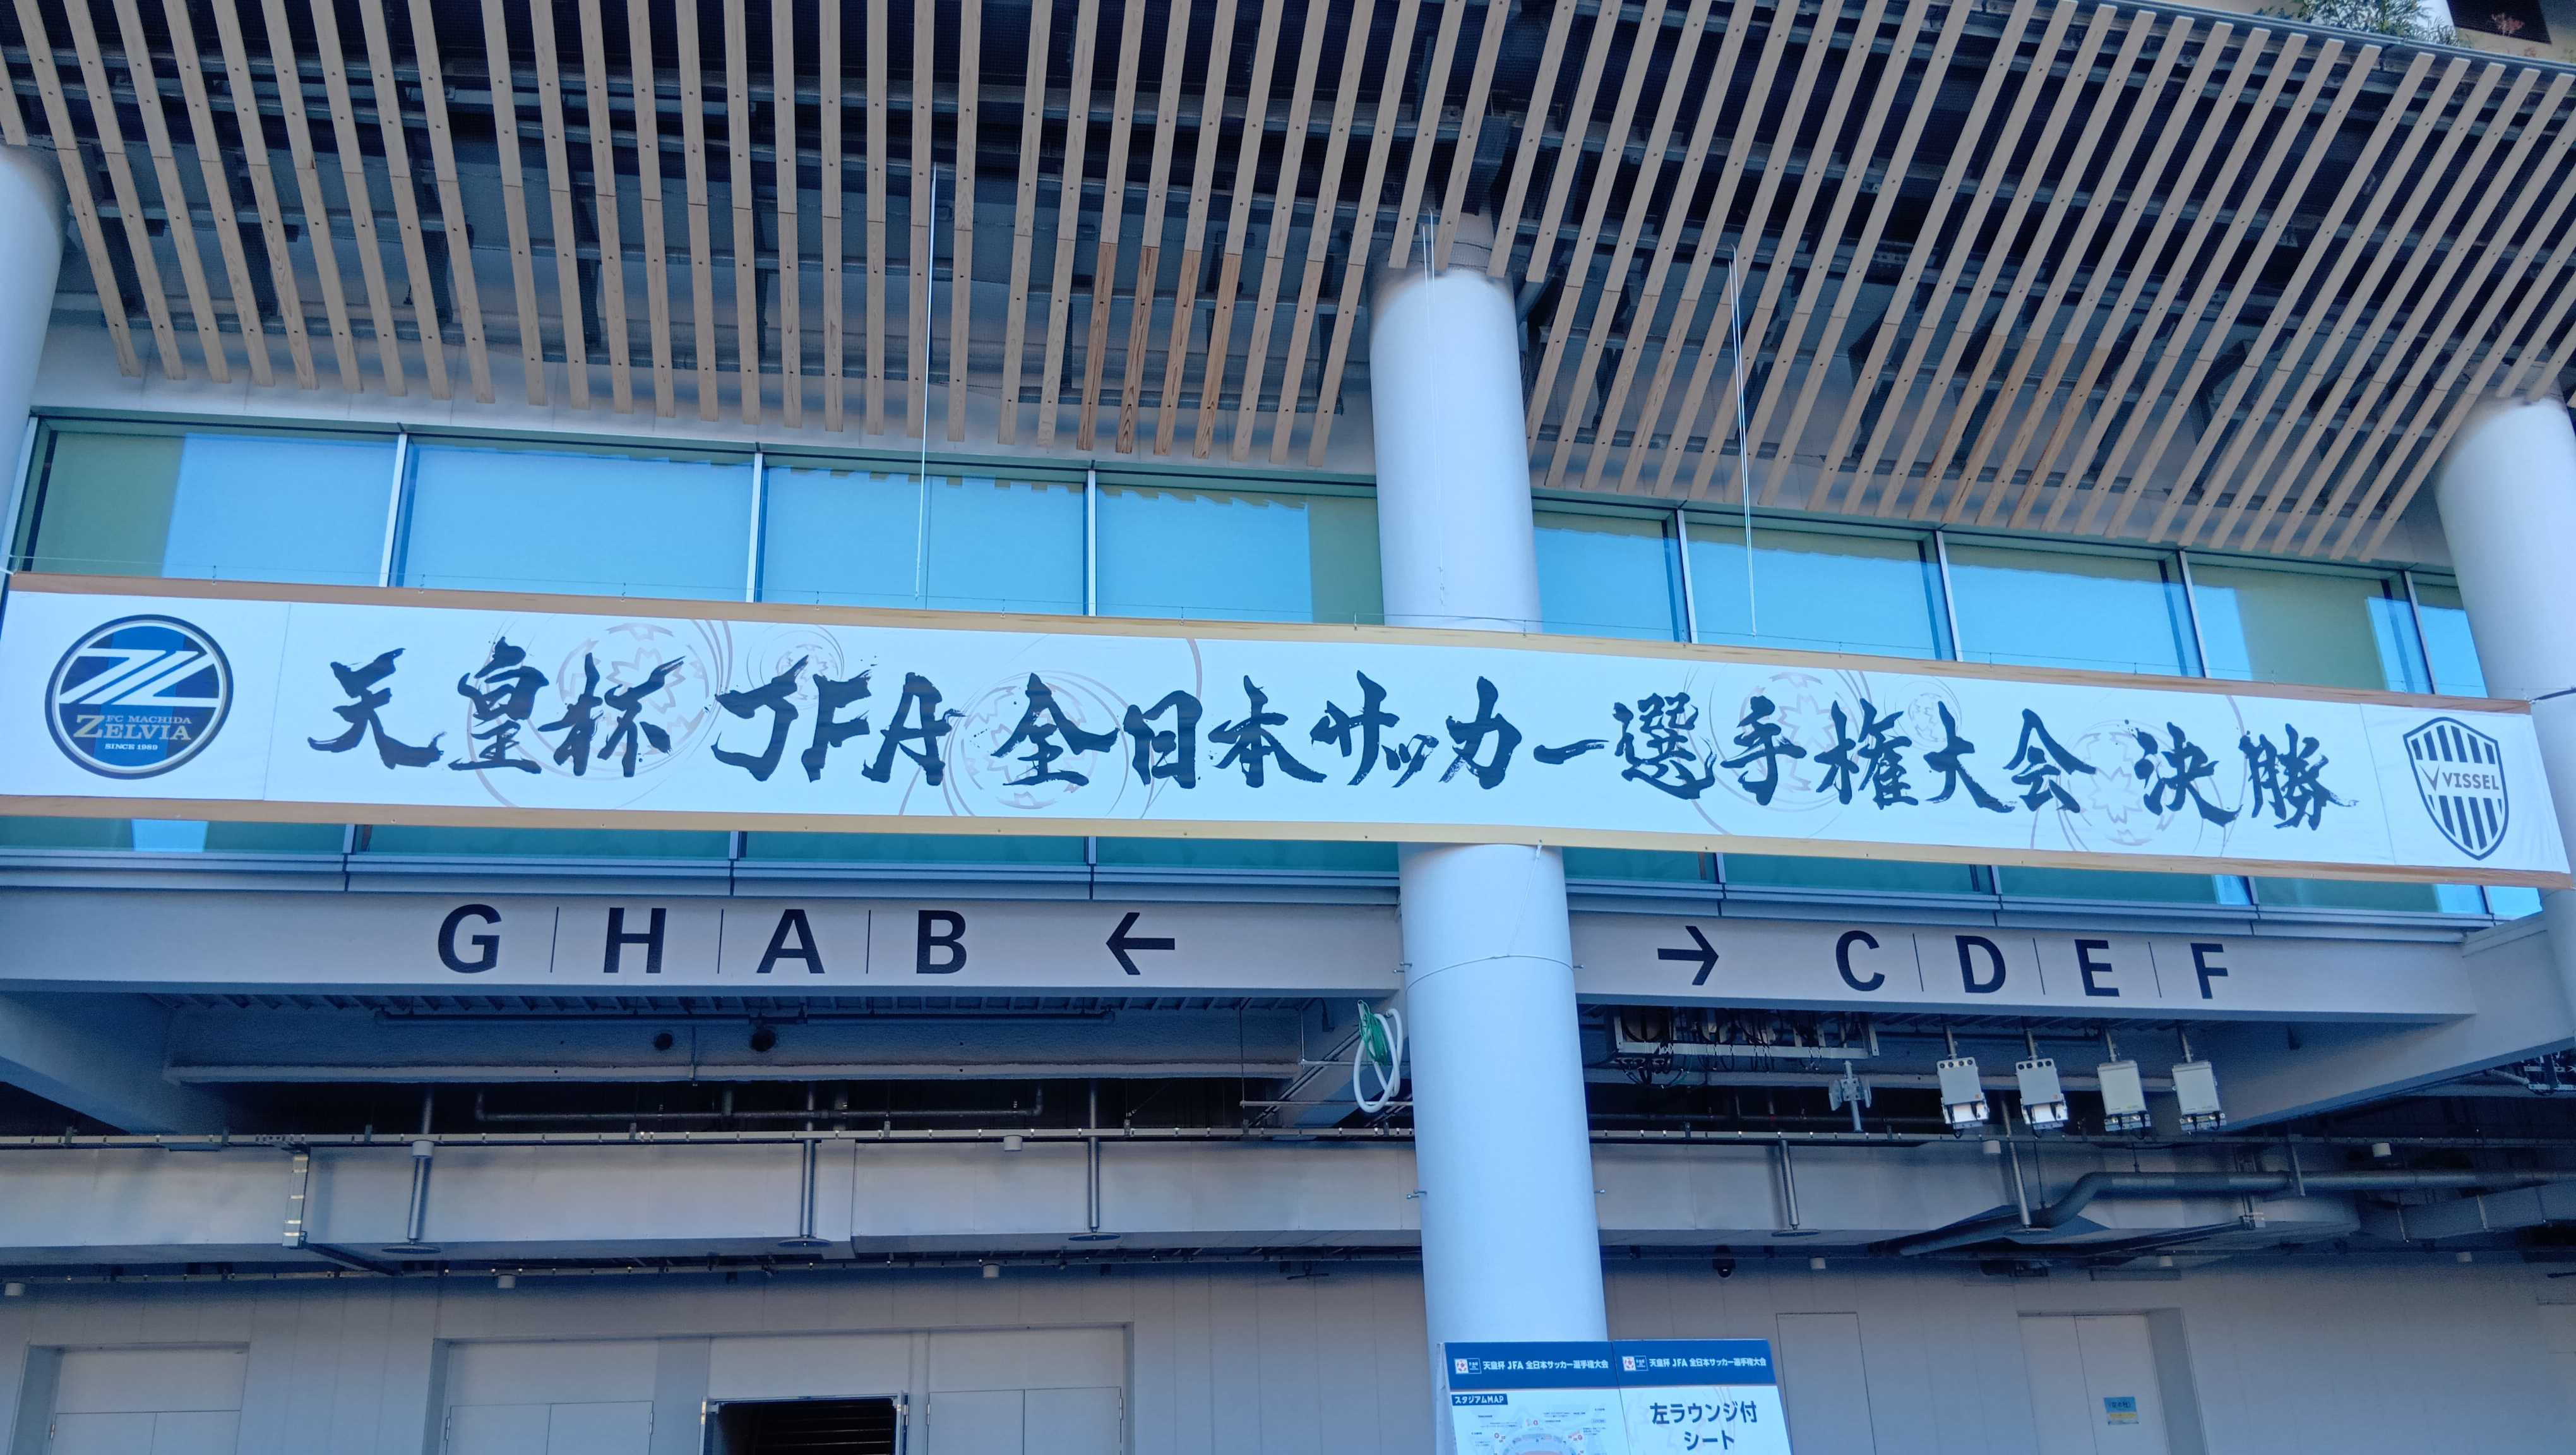 FC MACHIDA
ZELVIA
SINCE 1989
天皇杯 JFA 全日本サッカー選手権大会 決勝
VISSEL
G | H | A | B ←
→ C | D | E | F
天皇杯 JFA 全日本サッカー選手権大会
スタジアムMAP
天皇杯 JFA 全日本サッカー選手権大会
左ラウンジ付
シート